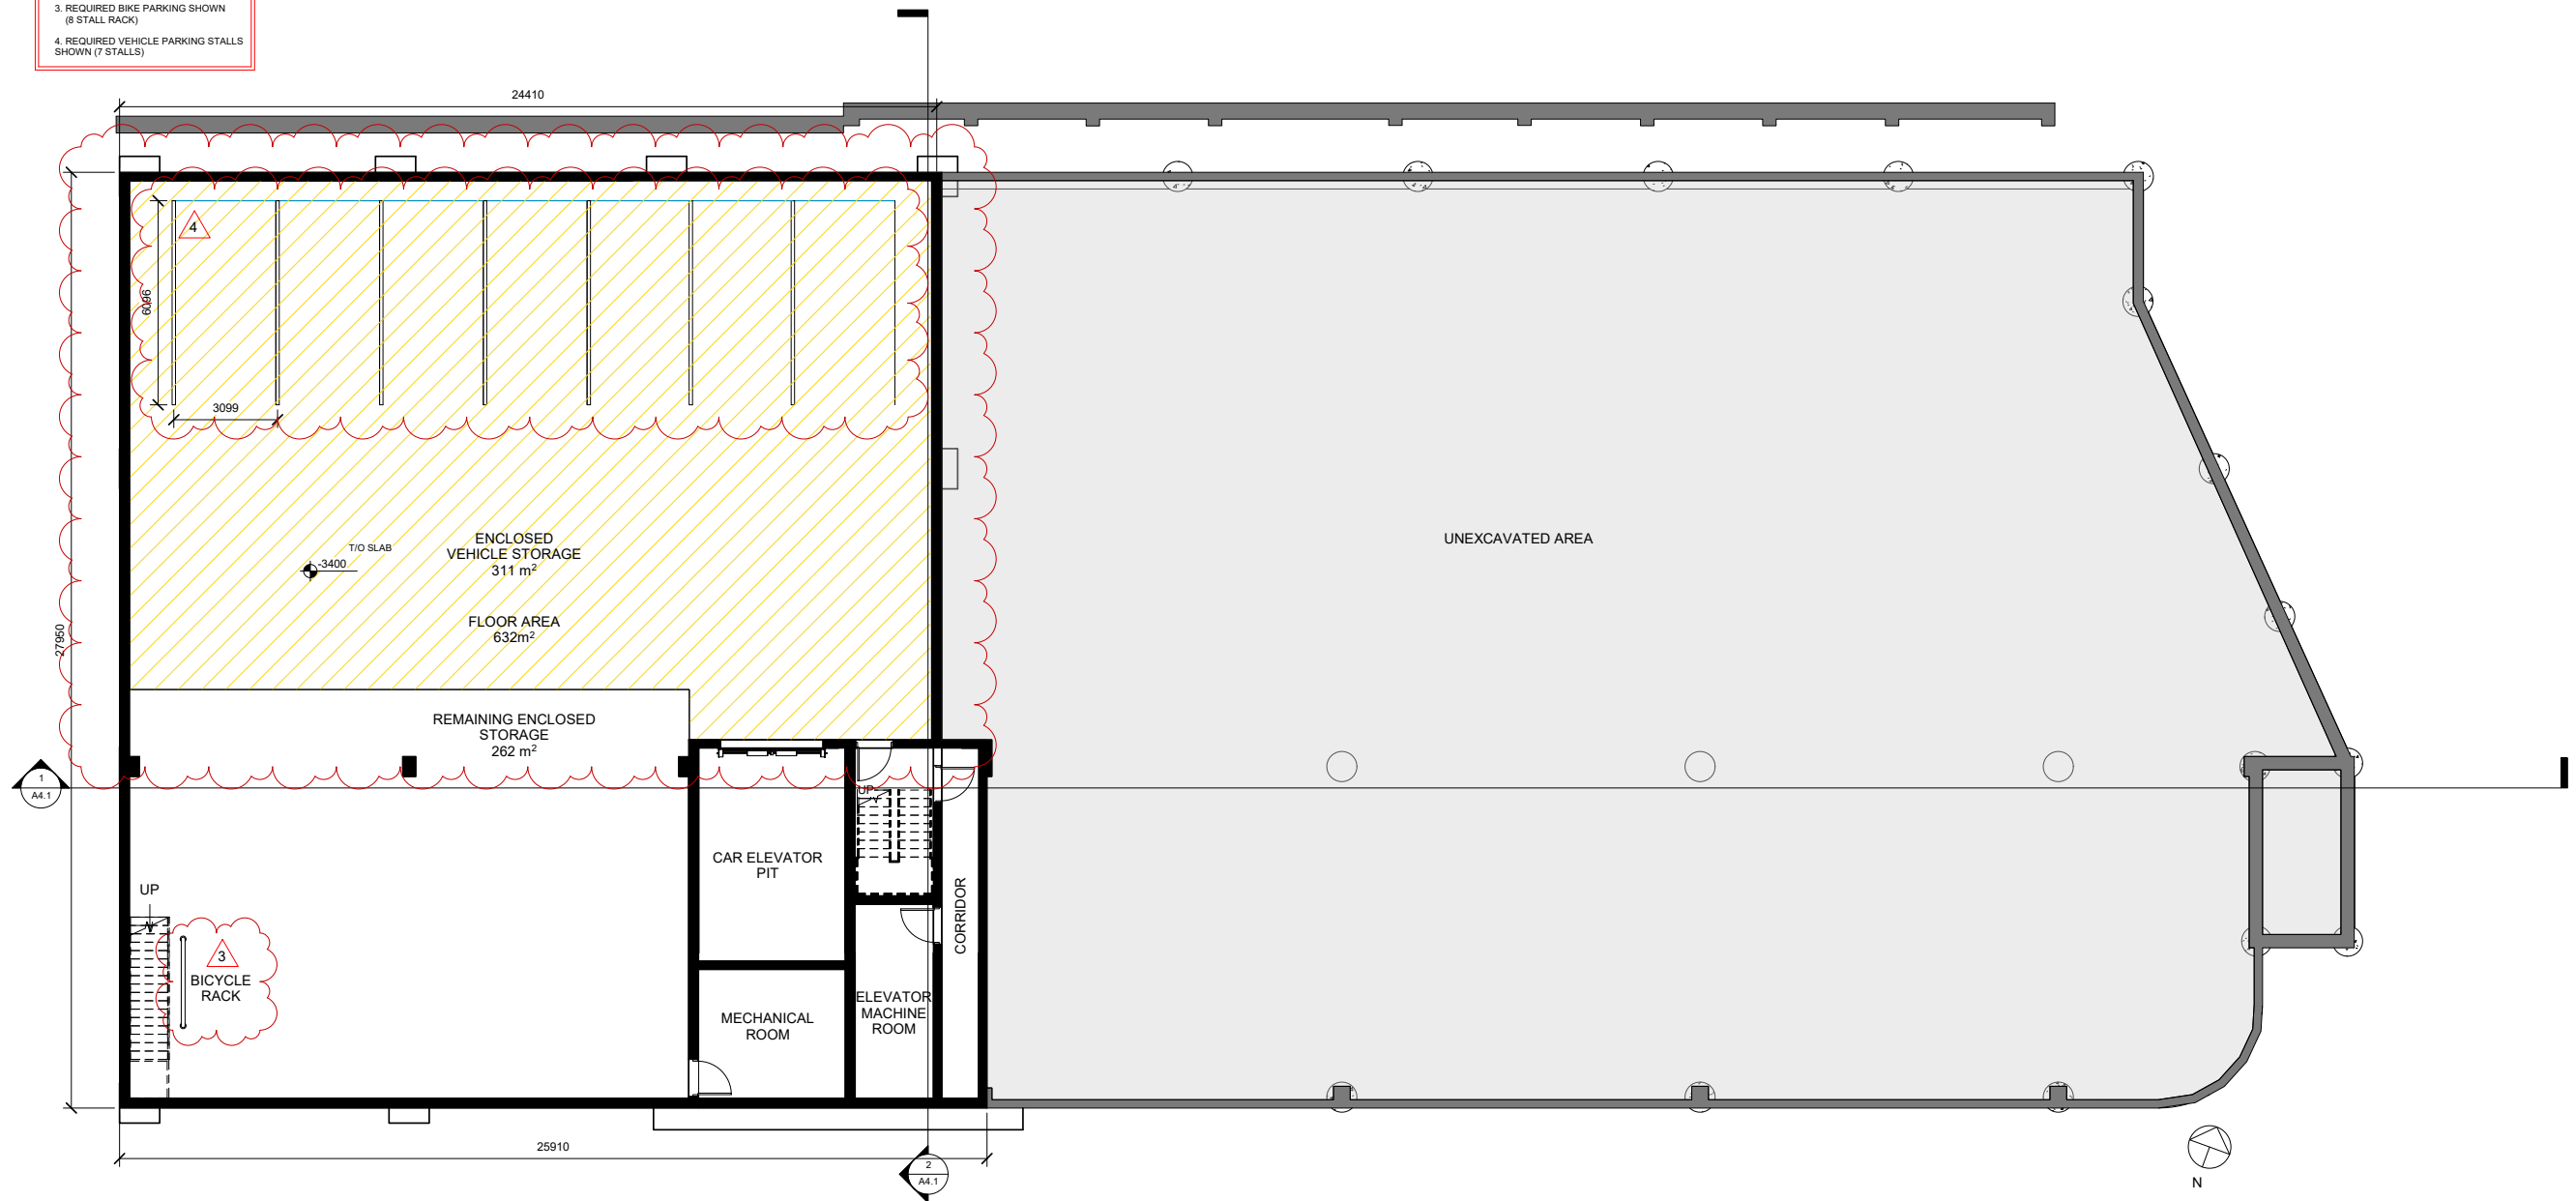 3. REQUIRED BIKE PARKING SHOWN
(8 STALL RACK)
4. REQUIRED VEHICLE PARKING STALLS
SHOWN (7 STALLS)
24410
4
6096
3099
ENCLOSED
VEHICLE STORAGE
311 m²
T/O SLAB
-3400
FLOOR AREA
632m²
27950
UNEXCAVATED AREA
REMAINING ENCLOSED
STORAGE
262 m²
1
A4.1
UP
CAR ELEVATOR
PIT
UP
CORRIDOR
3
BICYCLE
RACK
MECHANICAL
ROOM
ELEVATOR
MACHINE
ROOM
25910
2
A4.1
N